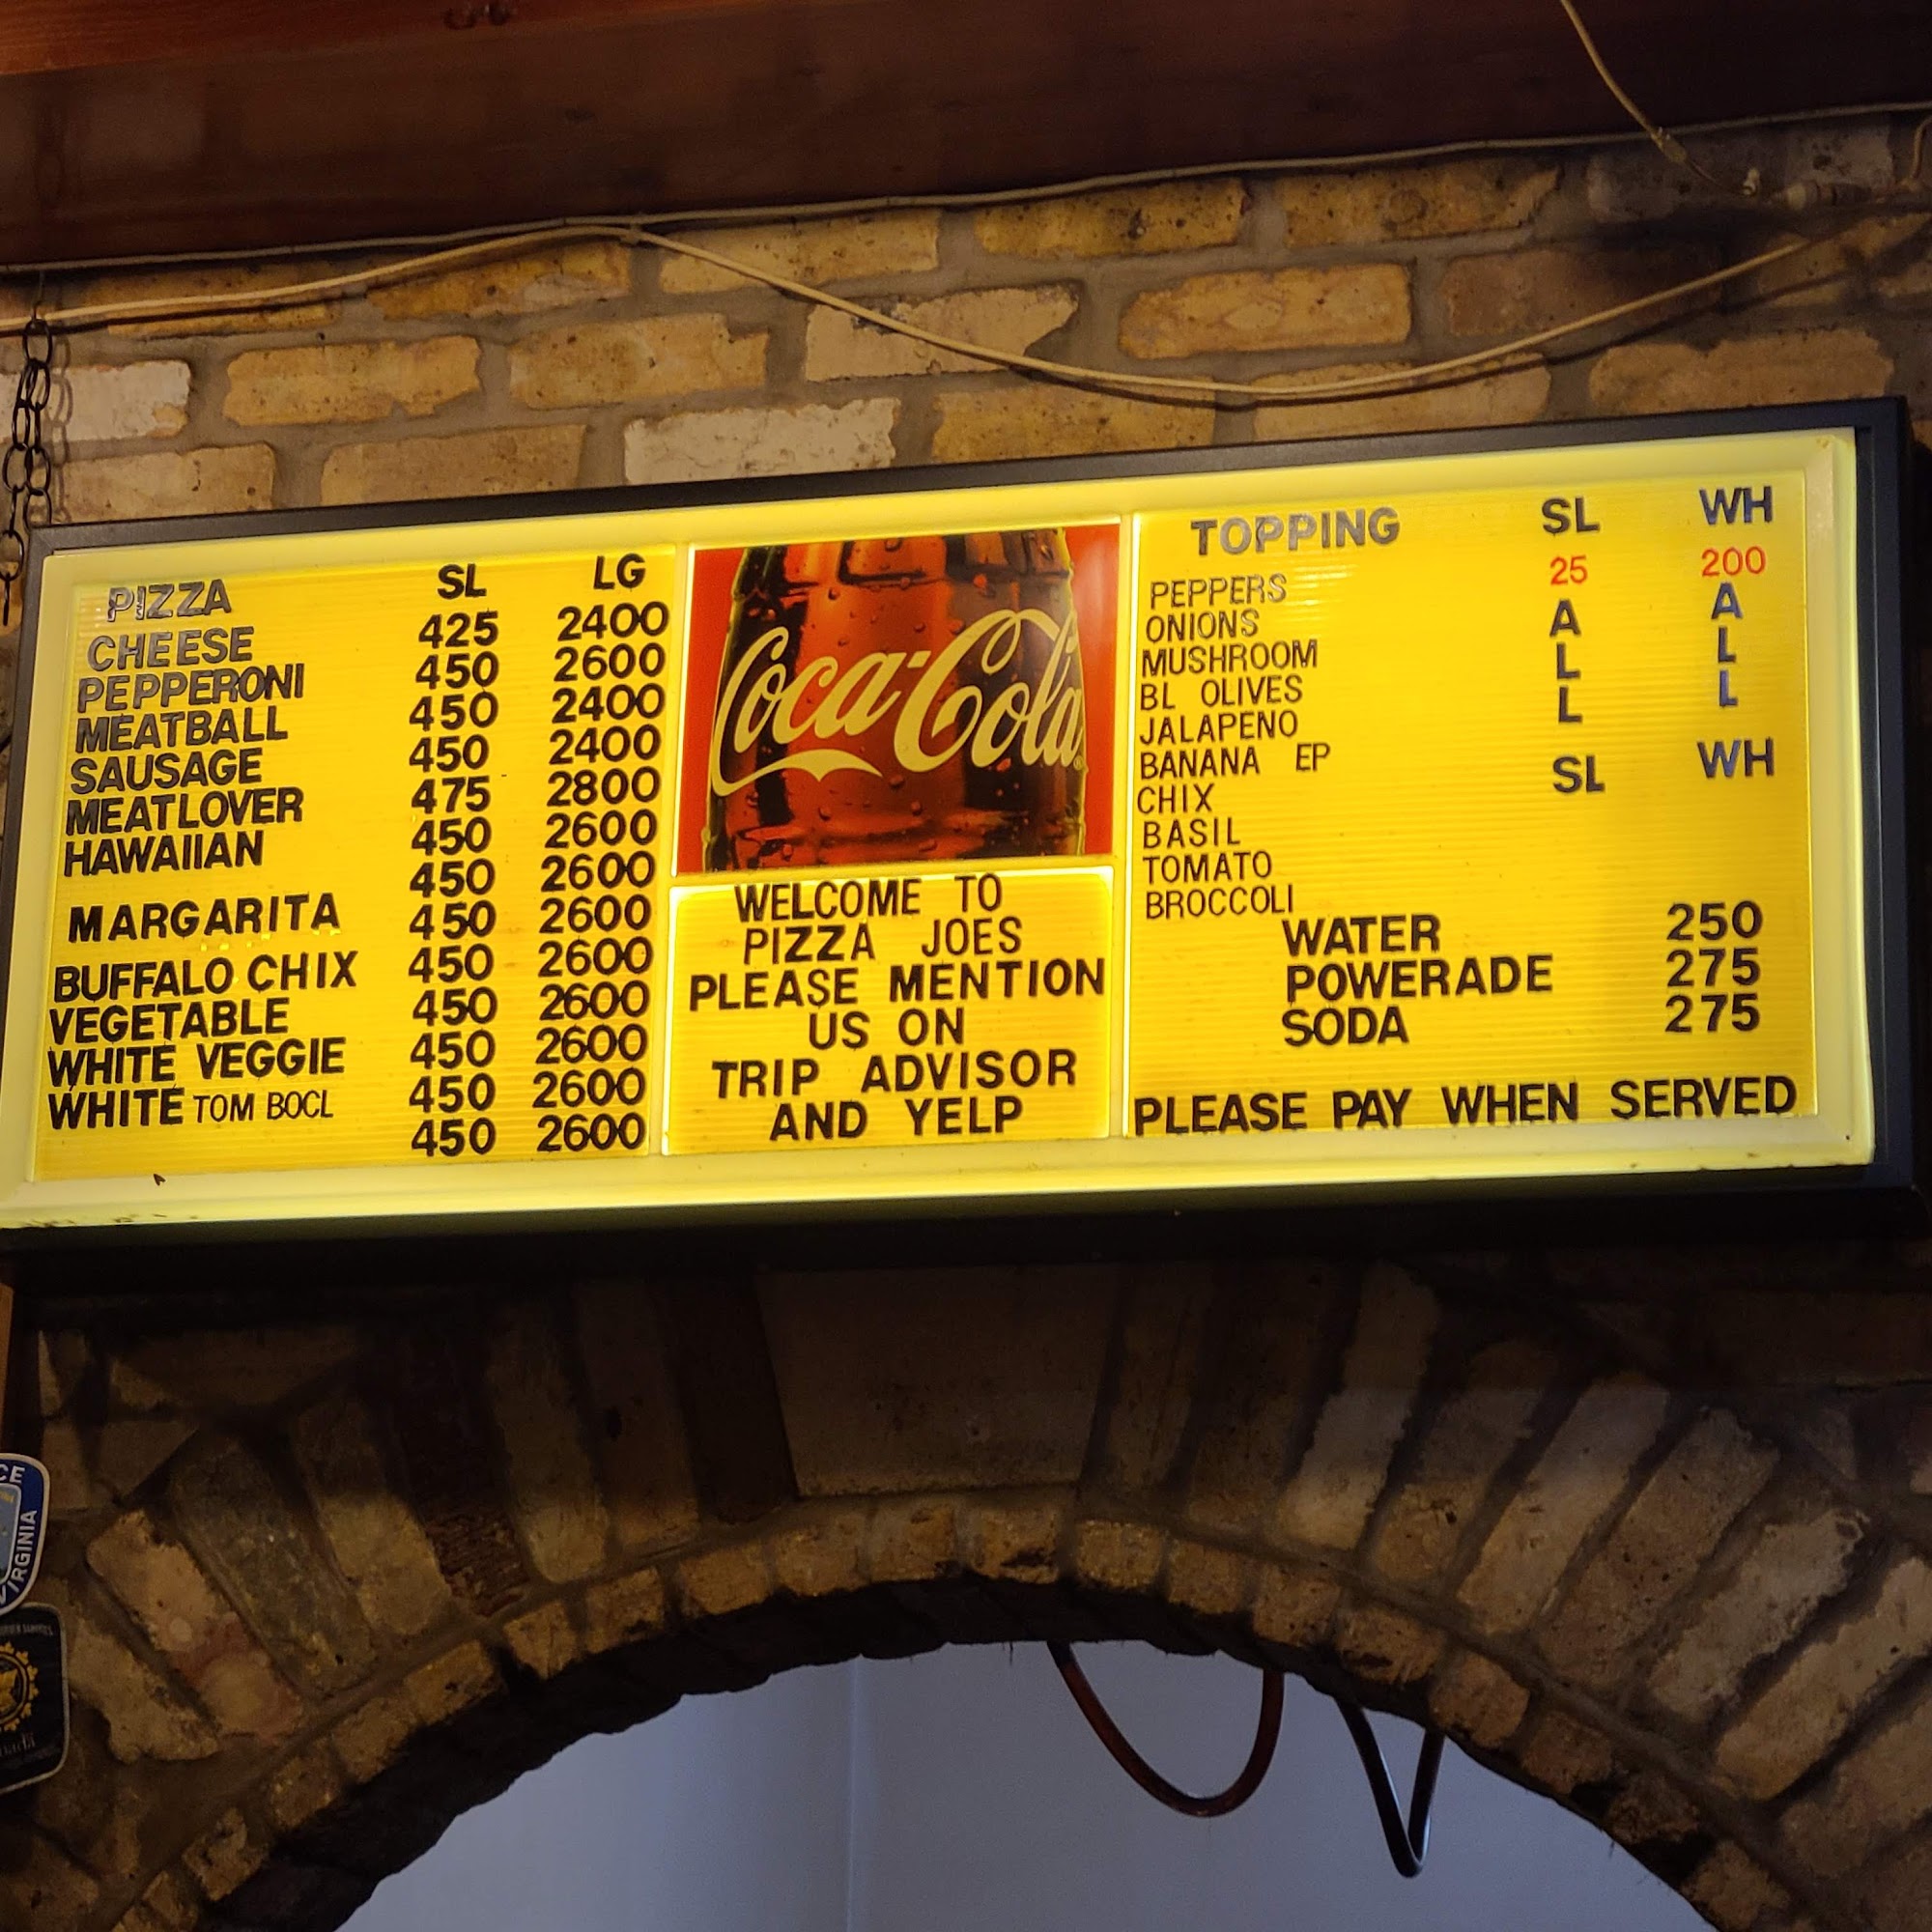 PIZZA SL LG
CHEESE 425 2400
PEPPERONI 450 2600
MEATBALL 450 2400
SAUSAGE 450 2400
MEATLOVER 475 2800
HAWAIIAN 450 2600
450 2600
MARGARITA 450 2600
BUFFALO CHIX 450 2600
VEGETABLE 450 2600
WHITE VEGGIE 450 2600
WHITE TOM BOCL 450 2600
450 2600
Coca-Cola
WELCOME TO
PIZZA JOES
PLEASE MENTION
US ON
TRIP ADVISOR
AND YELP
TOPPING SL WH
PEPPERS 25 200
ONIONS A A
MUSHROOM L L
BL OLIVES L L
JALAPENO
BANANA EP SL WH
CHIX
BASIL
TOMATO
BROCCOLI
WATER 250
POWERADE 275
SODA 275
PLEASE PAY WHEN SERVED
VIRGINIA